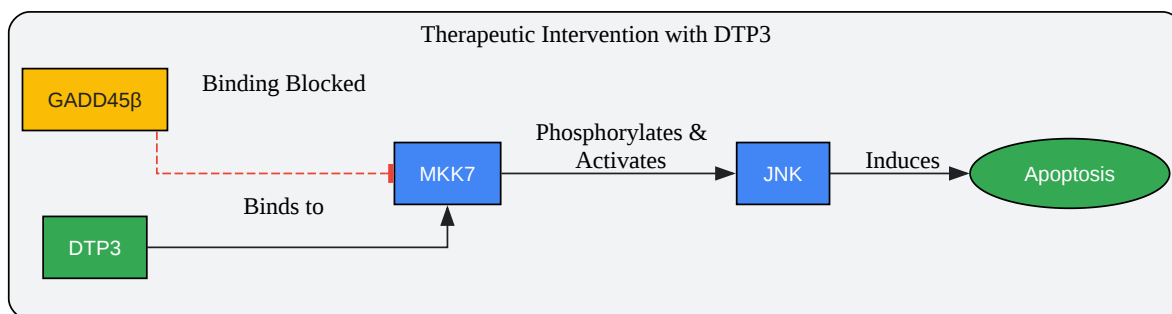 Therapeutic Intervention with DTP3
GADD45β
Binding Blocked
Phosphorylates &
Activates
MKK7
JNK
Induces
Apoptosis
Binds to
DTP3